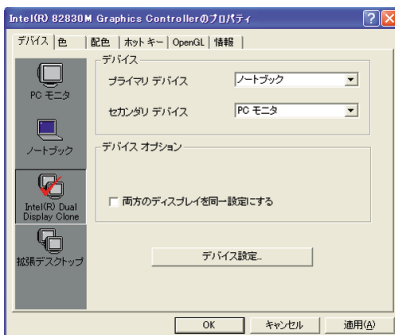 Intel(R) 82830M Graphics Controllerのプロパティ
デバイス 色 配色 ホット キー OpenGL 情報
デバイス
プライマリ デバイス ノートブック
PC モニタ
セカンダリ デバイス PC モニタ
ノートブック
デバイス オプション
両方のディスプレイを同一設定にする
Intel(R) Dual
Display Clone
デバイス設定...
拡張デスクトップ
OK キャンセル 適用(A)